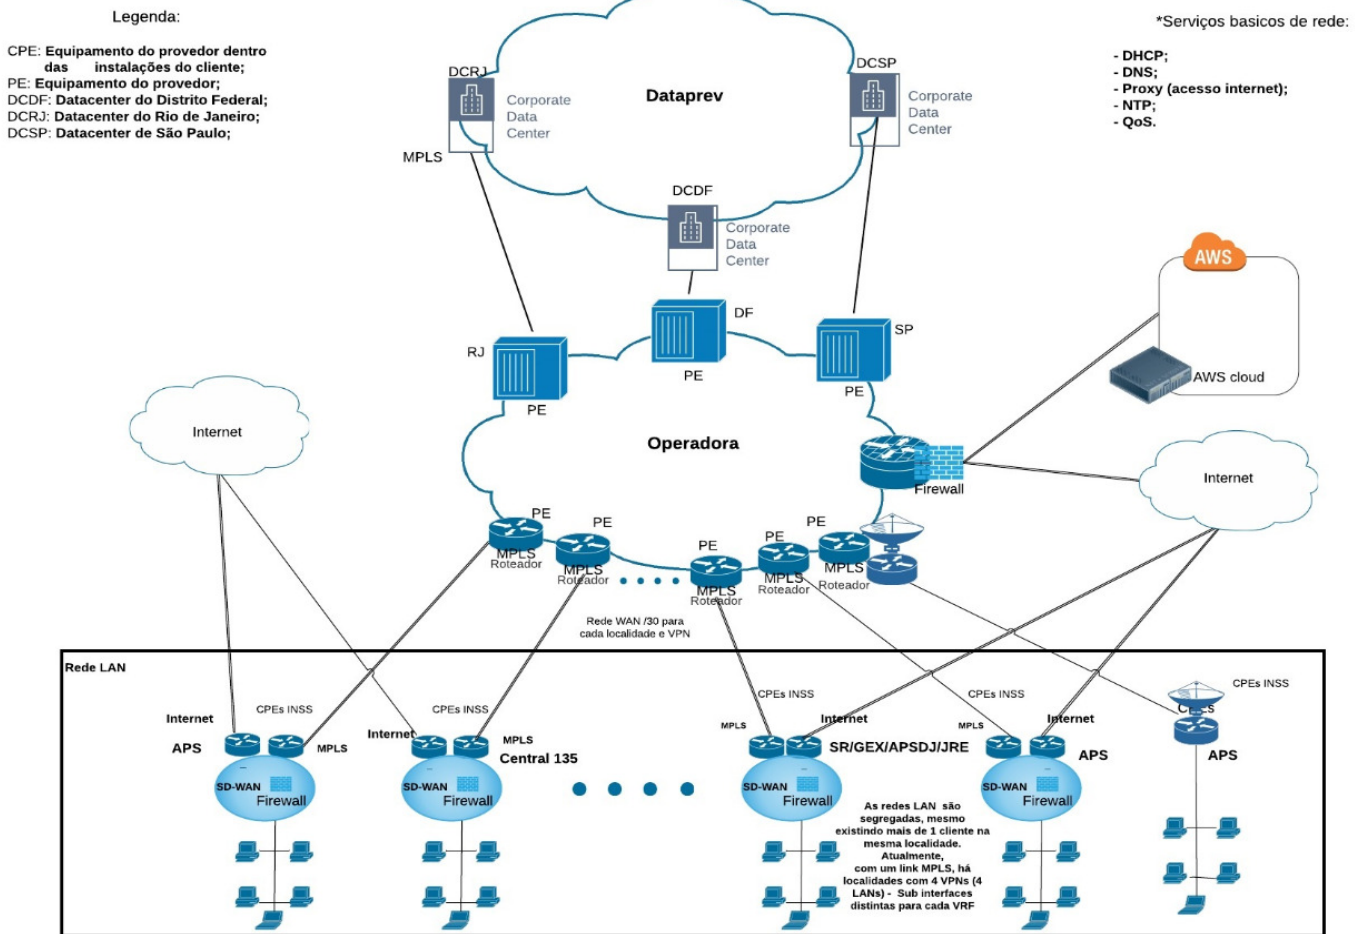 Legenda:
CPE: Equipamento do provedor dentro
das instalações do cliente;
PE: Equipamento do provedor;
DCDF: Datacenter do Distrito Federal;
DCRJ: Datacenter do Rio de Janeiro;
DCSP: Datacenter de São Paulo;
*Serviços basicos de rede:
- DHCP;
- DNS;
- Proxy (acesso internet);
- NTP;
- QoS.
DCRJ
Corporate
Data
Center
MPLS
Dataprev
DCSP
Corporate
Data
Center
DCDF
Corporate
Data
Center
RJ
PE
DF
PE
SP
PE
AWS
AWS cloud
Internet
Operadora
Firewall
Internet
PE
MPLS
Roteador
PE
MPLS
Roteador
PE
MPLS
Roteador
PE
MPLS
Roteador
PE
MPLS
Roteador
Rede WAN /30 para
cada localidade e VPN
Rede LAN
Internet
CPEs INSS
APS
MPLS
SD-WAN
Firewall
Internet
CPEs INSS
MPLS
Central 135
SD-WAN
Firewall
CPEs INSS
MPLS
Internet
SR/GEX/APSDJ/JRE
SD-WAN
Firewall
As redes LAN são
segregadas, mesmo
existindo mais de 1 cliente na
mesma localidade.
Atualmente,
com um link MPLS, há
localidades com 4 VPNs (4
LANs) - Sub interfaces
distintas para cada VRF
CPEs INSS
MPLS
Internet
APS
SD-WAN
Firewall
CPEs INSS
CPEs
APS